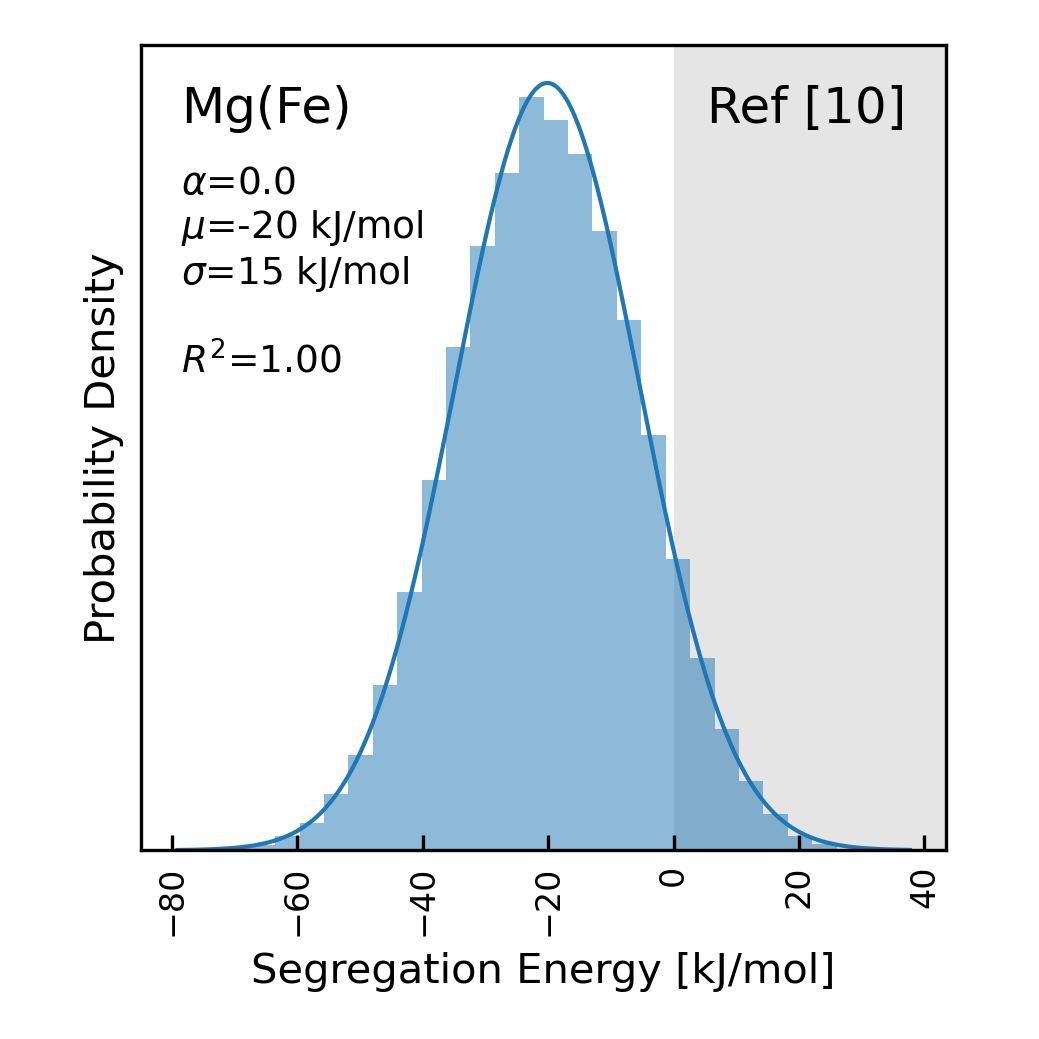 Mg(Fe)
Ref [10]
α=0.0
μ=-20 kJ/mol
σ=15 kJ/mol
R²=1.00
Probability Density
−80
−60
−40
−20
0
20
40
Segregation Energy [kJ/mol]